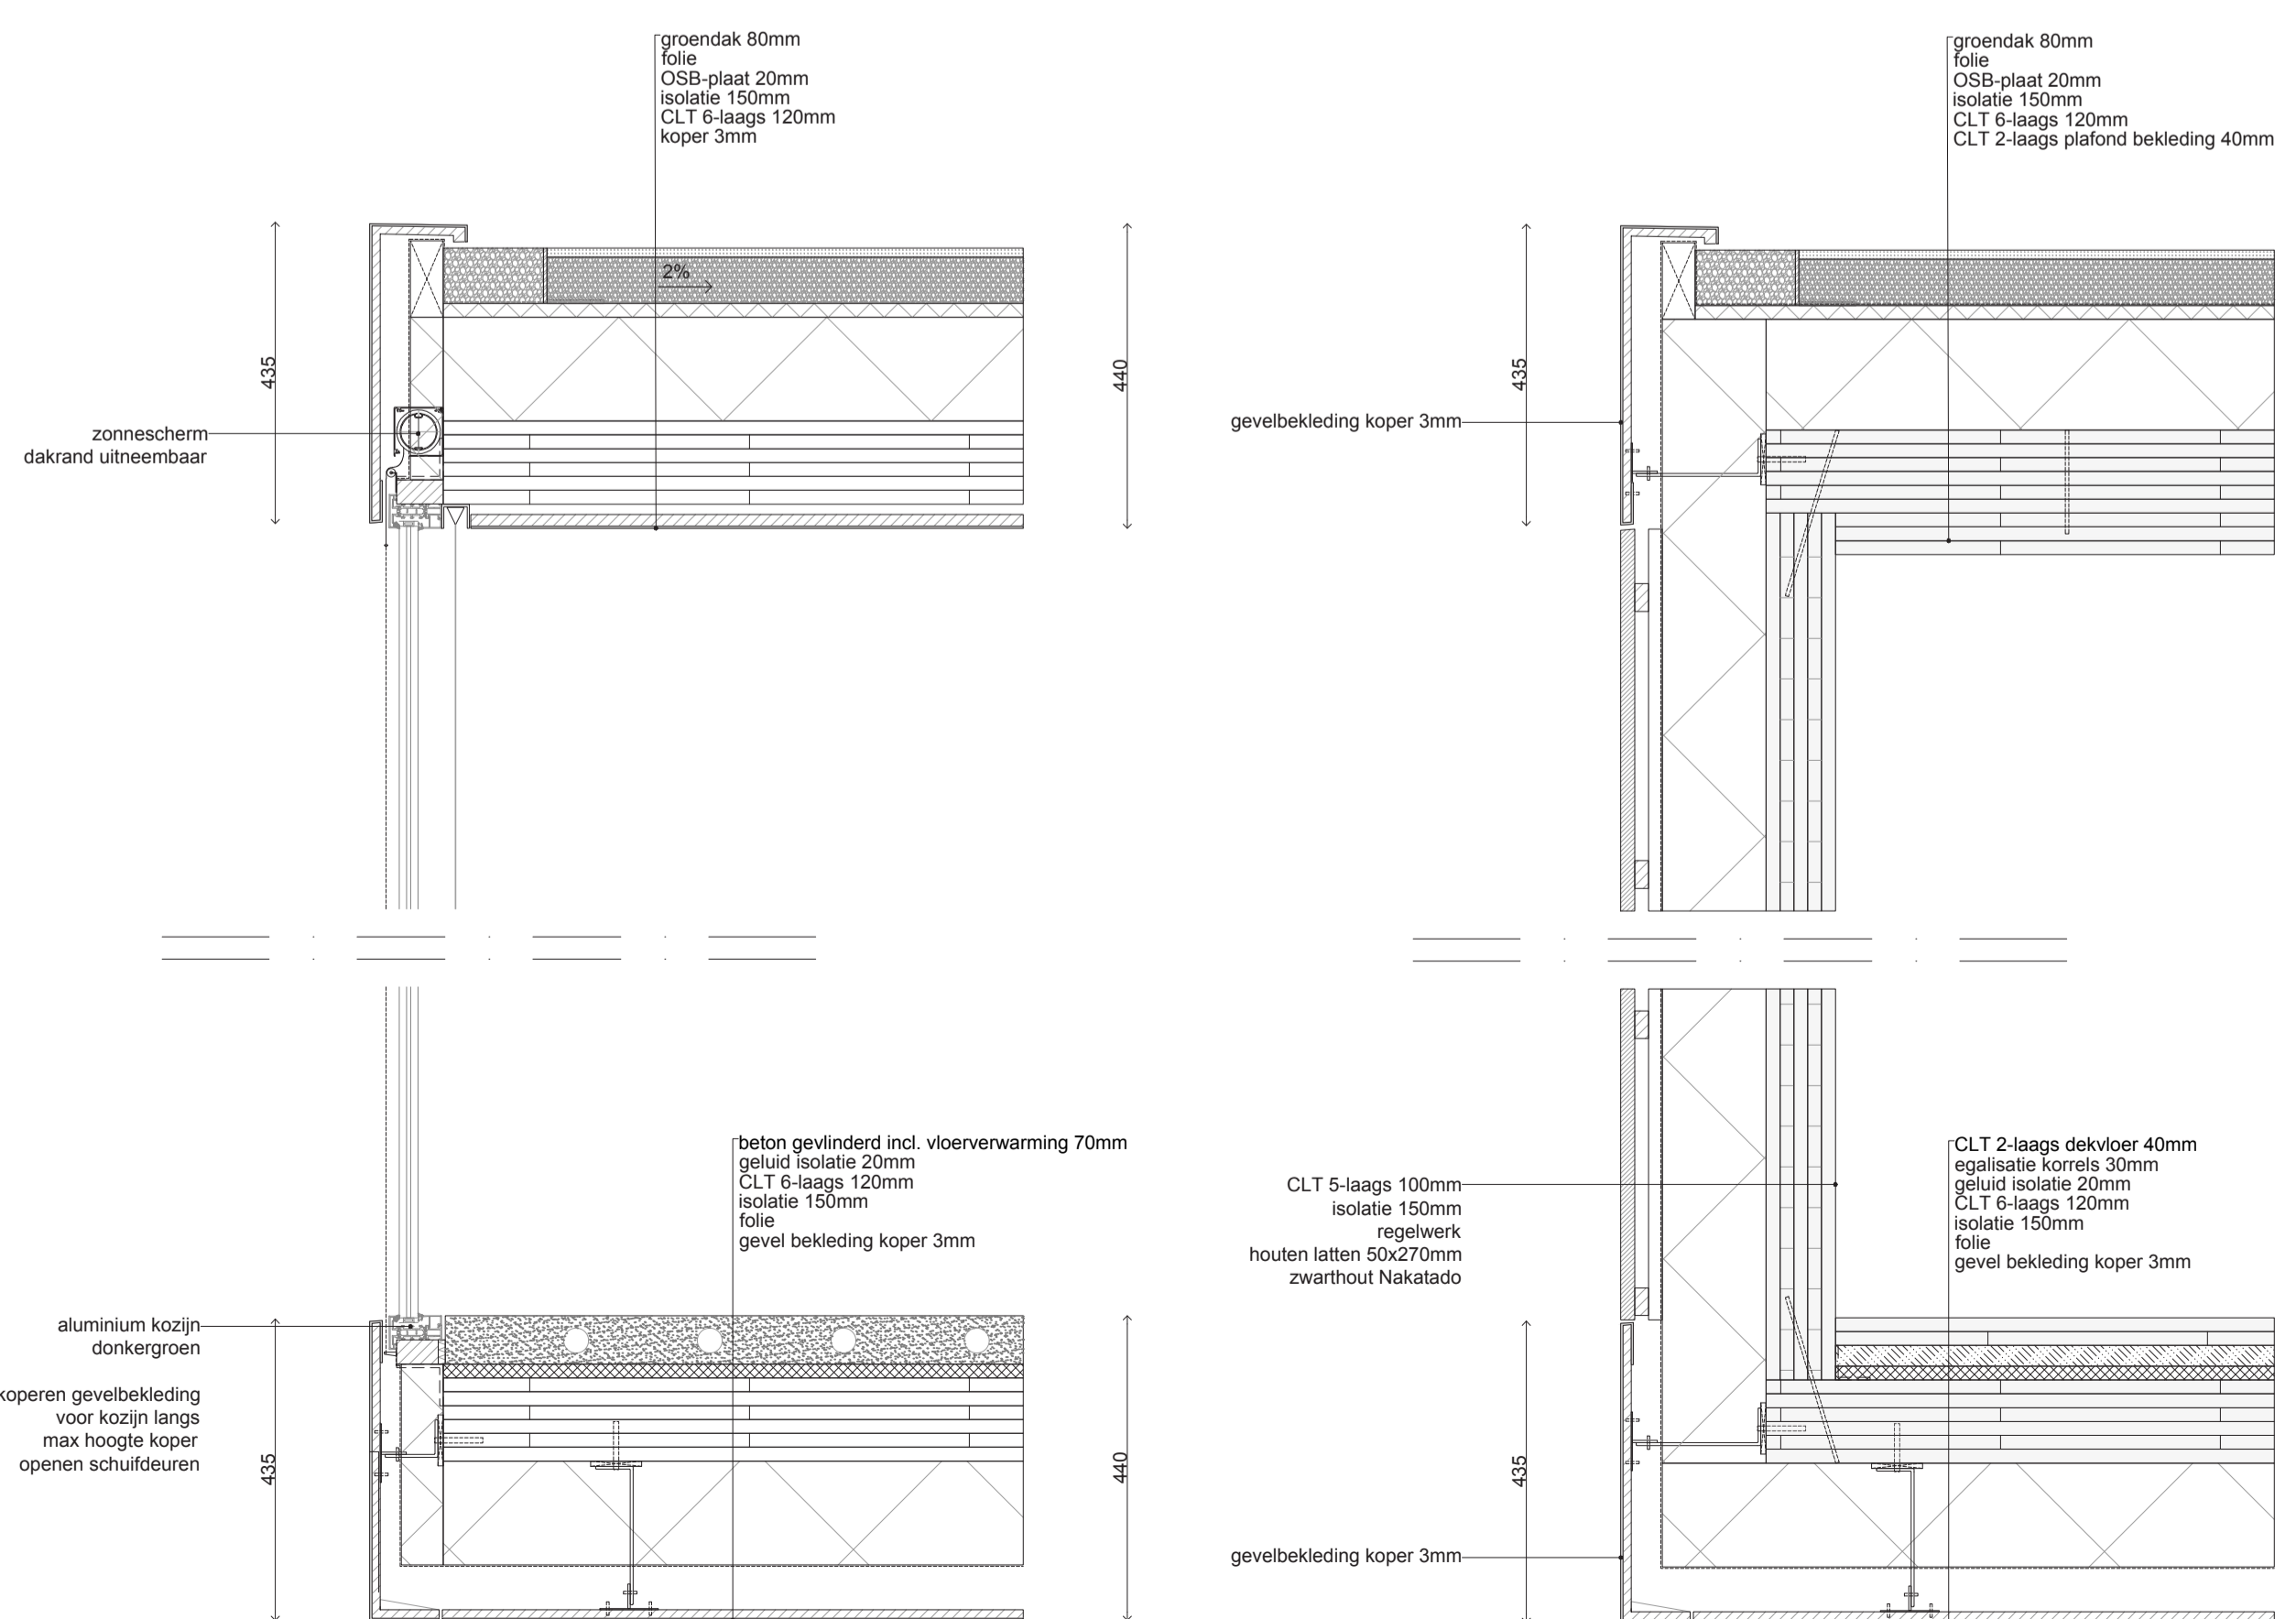 groendak 80mm
folie
OSB-plaat 20mm
isolatie 150mm
CLT 6-laags 120mm
koper 3mm
groendak 80mm
folie
OSB-plaat 20mm
isolatie 150mm
CLT 6-laags 120mm
CLT 2-laags plafond bekleding 40mm
2%
435
440
435
zonnescherm
dakrand uitneembaar
gevelbekleding koper 3mm
beton gevlinderd incl. vloerverwarming 70mm
geluid isolatie 20mm
CLT 6-laags 120mm
isolatie 150mm
folie
gevel bekleding koper 3mm
CLT 5-laags 100mm
isolatie 150mm
regelwerk
houten latten 50x270mm
zwarthout Nakatado
CLT 2-laags dekvloer 40mm
egalisatie korrels 30mm
geluid isolatie 20mm
CLT 6-laags 120mm
isolatie 150mm
folie
gevel bekleding koper 3mm
aluminium kozijn
donkergroen
koperen gevelbekleding
voor kozijn langs
max hoogte koper
openen schuifdeuren
435
440
435
gevelbekleding koper 3mm